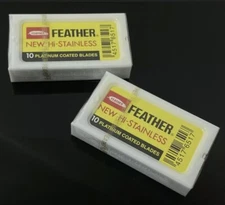 FEATHER
NEW HI-STAINLESS
10 PLATINUM COATED BLADES
FEATHER
NEW HI-STAINLESS
10 PLATINUM COATED BLADES